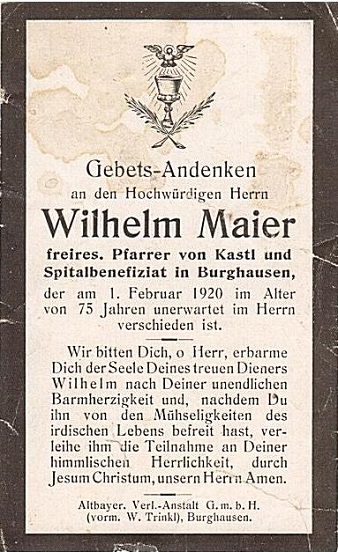 Gebets-Andenken
an den Hochwürdigen Herrn
Wilhelm Maier
freires. Pfarrer von Kastl und
Spitalbenefiziat in Burghausen,
der am 1. Februar 1920 im Alter
von 75 Jahren unerwartet im Herrn
verschieden ist.
Wir bitten Dich, o Herr, erbarme
Dich der Seele Deines treuen Dieners
Wilhelm nach Deiner unendlichen
Barmherzigkeit und, nachdem Du
ihn von den Mühseligkeiten des
irdischen Lebens befreit hast, ver-
leihe ihm die Teilnahme an Deiner
himmlischen Herrlichkeit, durch
Jesum Christum, unsern Herrn Amen.
Altbayer. Verl.-Anstalt G. m. b. H.
(vorm. W. Trinkl), Burghausen.